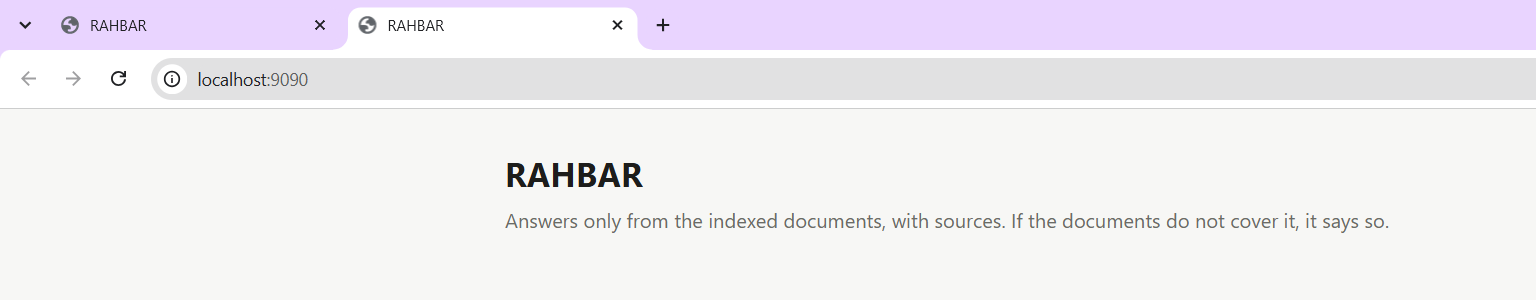 RAHBAR
RAHBAR
localhost:9090
RAHBAR
Answers only from the indexed documents, with sources. If the documents do not cover it, it says so.